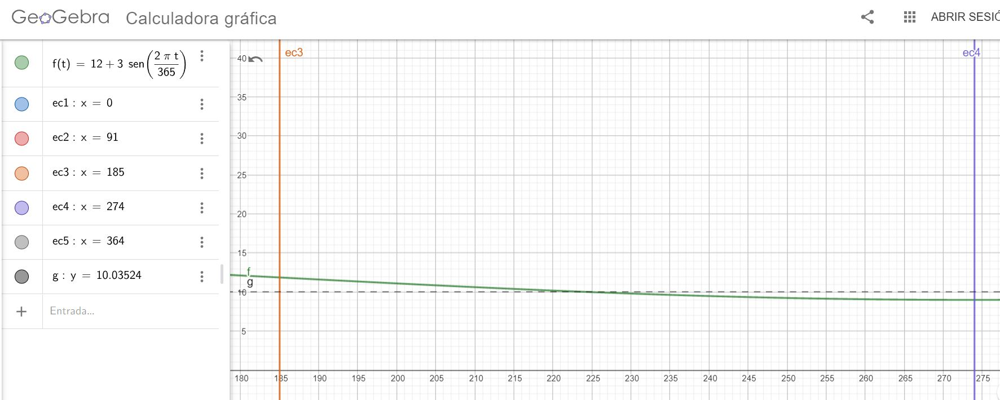 GeoGebra Calculadora gráfica
ABRIR SESIÓ
f(t) = 12 + 3 sen(2 π t / 365)
ec1 : x = 0
ec2 : x = 91
ec3 : x = 185
ec4 : x = 274
ec5 : x = 364
g : y = 10.03524
+ Entrada...
ec3
ec4
40
35
30
25
20
15
f
g
10
5
180 185 190 195 200 205 210 215 220 225 230 235 240 245 250 255 260 265 270 275